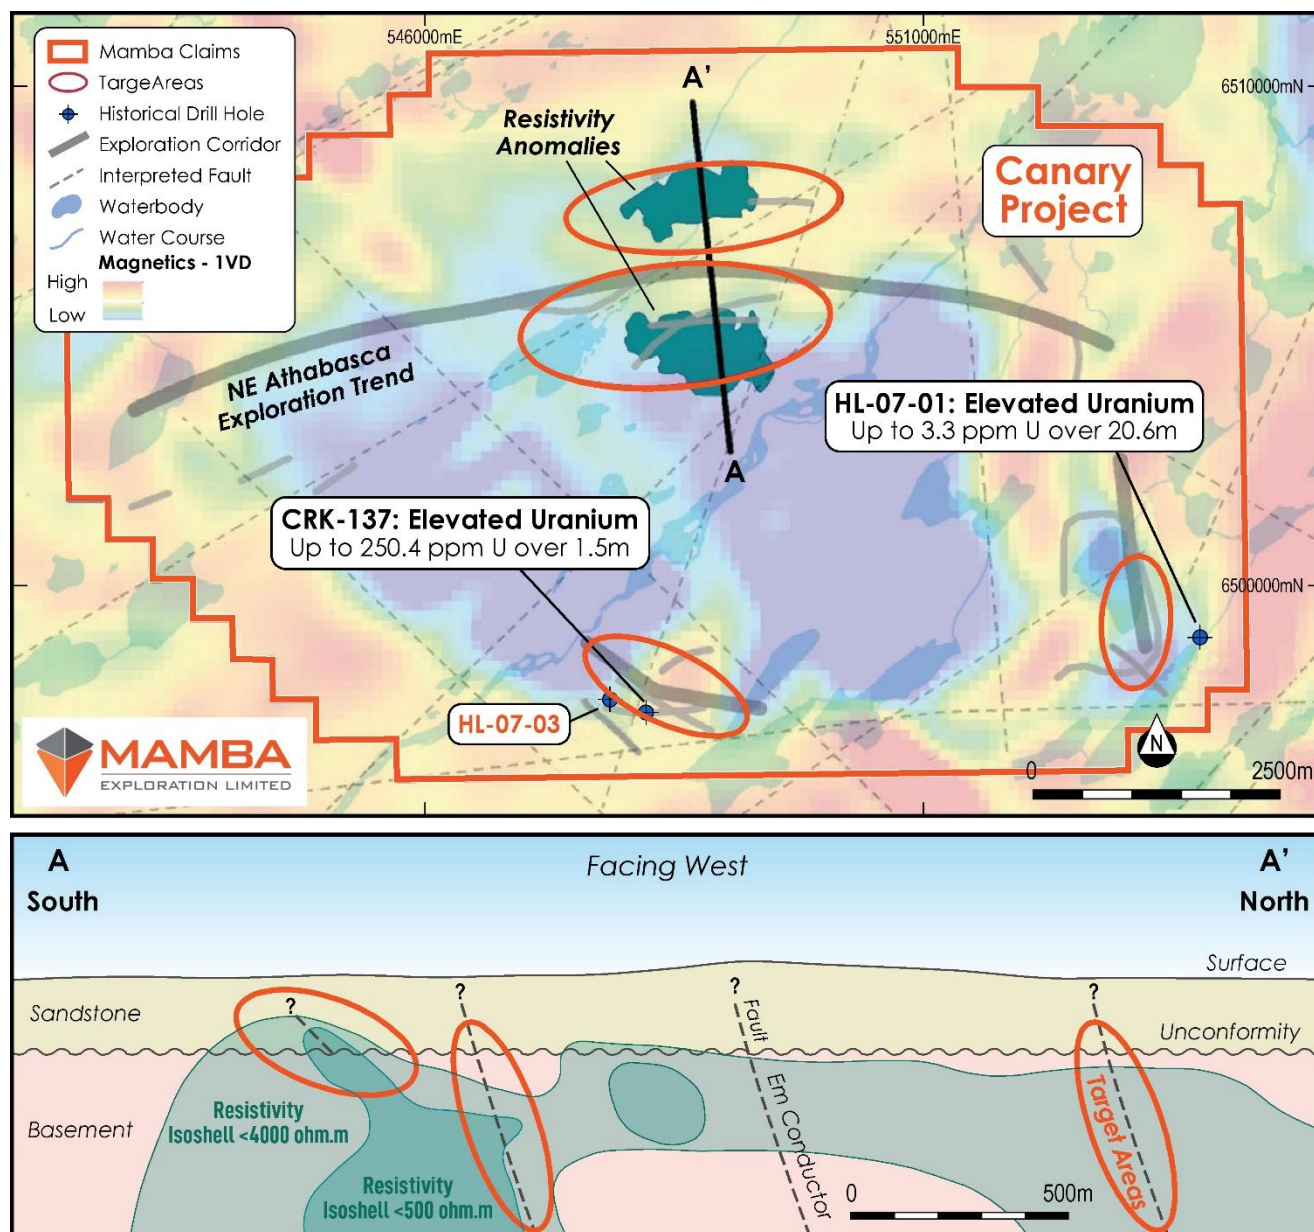 546000mE
551000mE
6510000mN
6500000mN
Mamba Claims
TargeAreas
Historical Drill Hole
Exploration Corridor
Interpreted Fault
Waterbody
Water Course
Magnetics - 1VD
High
Low
A'
Resistivity
Anomalies
Canary
Project
NE Athabasca
Exploration Trend
HL-07-01: Elevated Uranium
Up to 3.3 ppm U over 20.6m
A
CRK-137: Elevated Uranium
Up to 250.4 ppm U over 1.5m
HL-07-03
MAMBA
EXPLORATION LIMITED
N
0
2500m
A
South
Facing West
A'
North
Surface
Sandstone
?
?
?
?
Fault
Unconformity
Basement
Resistivity
Isoshell <4000 ohm.m
Resistivity
Isoshell <500 ohm.m
Em Conductor
Target Areas
0
500m